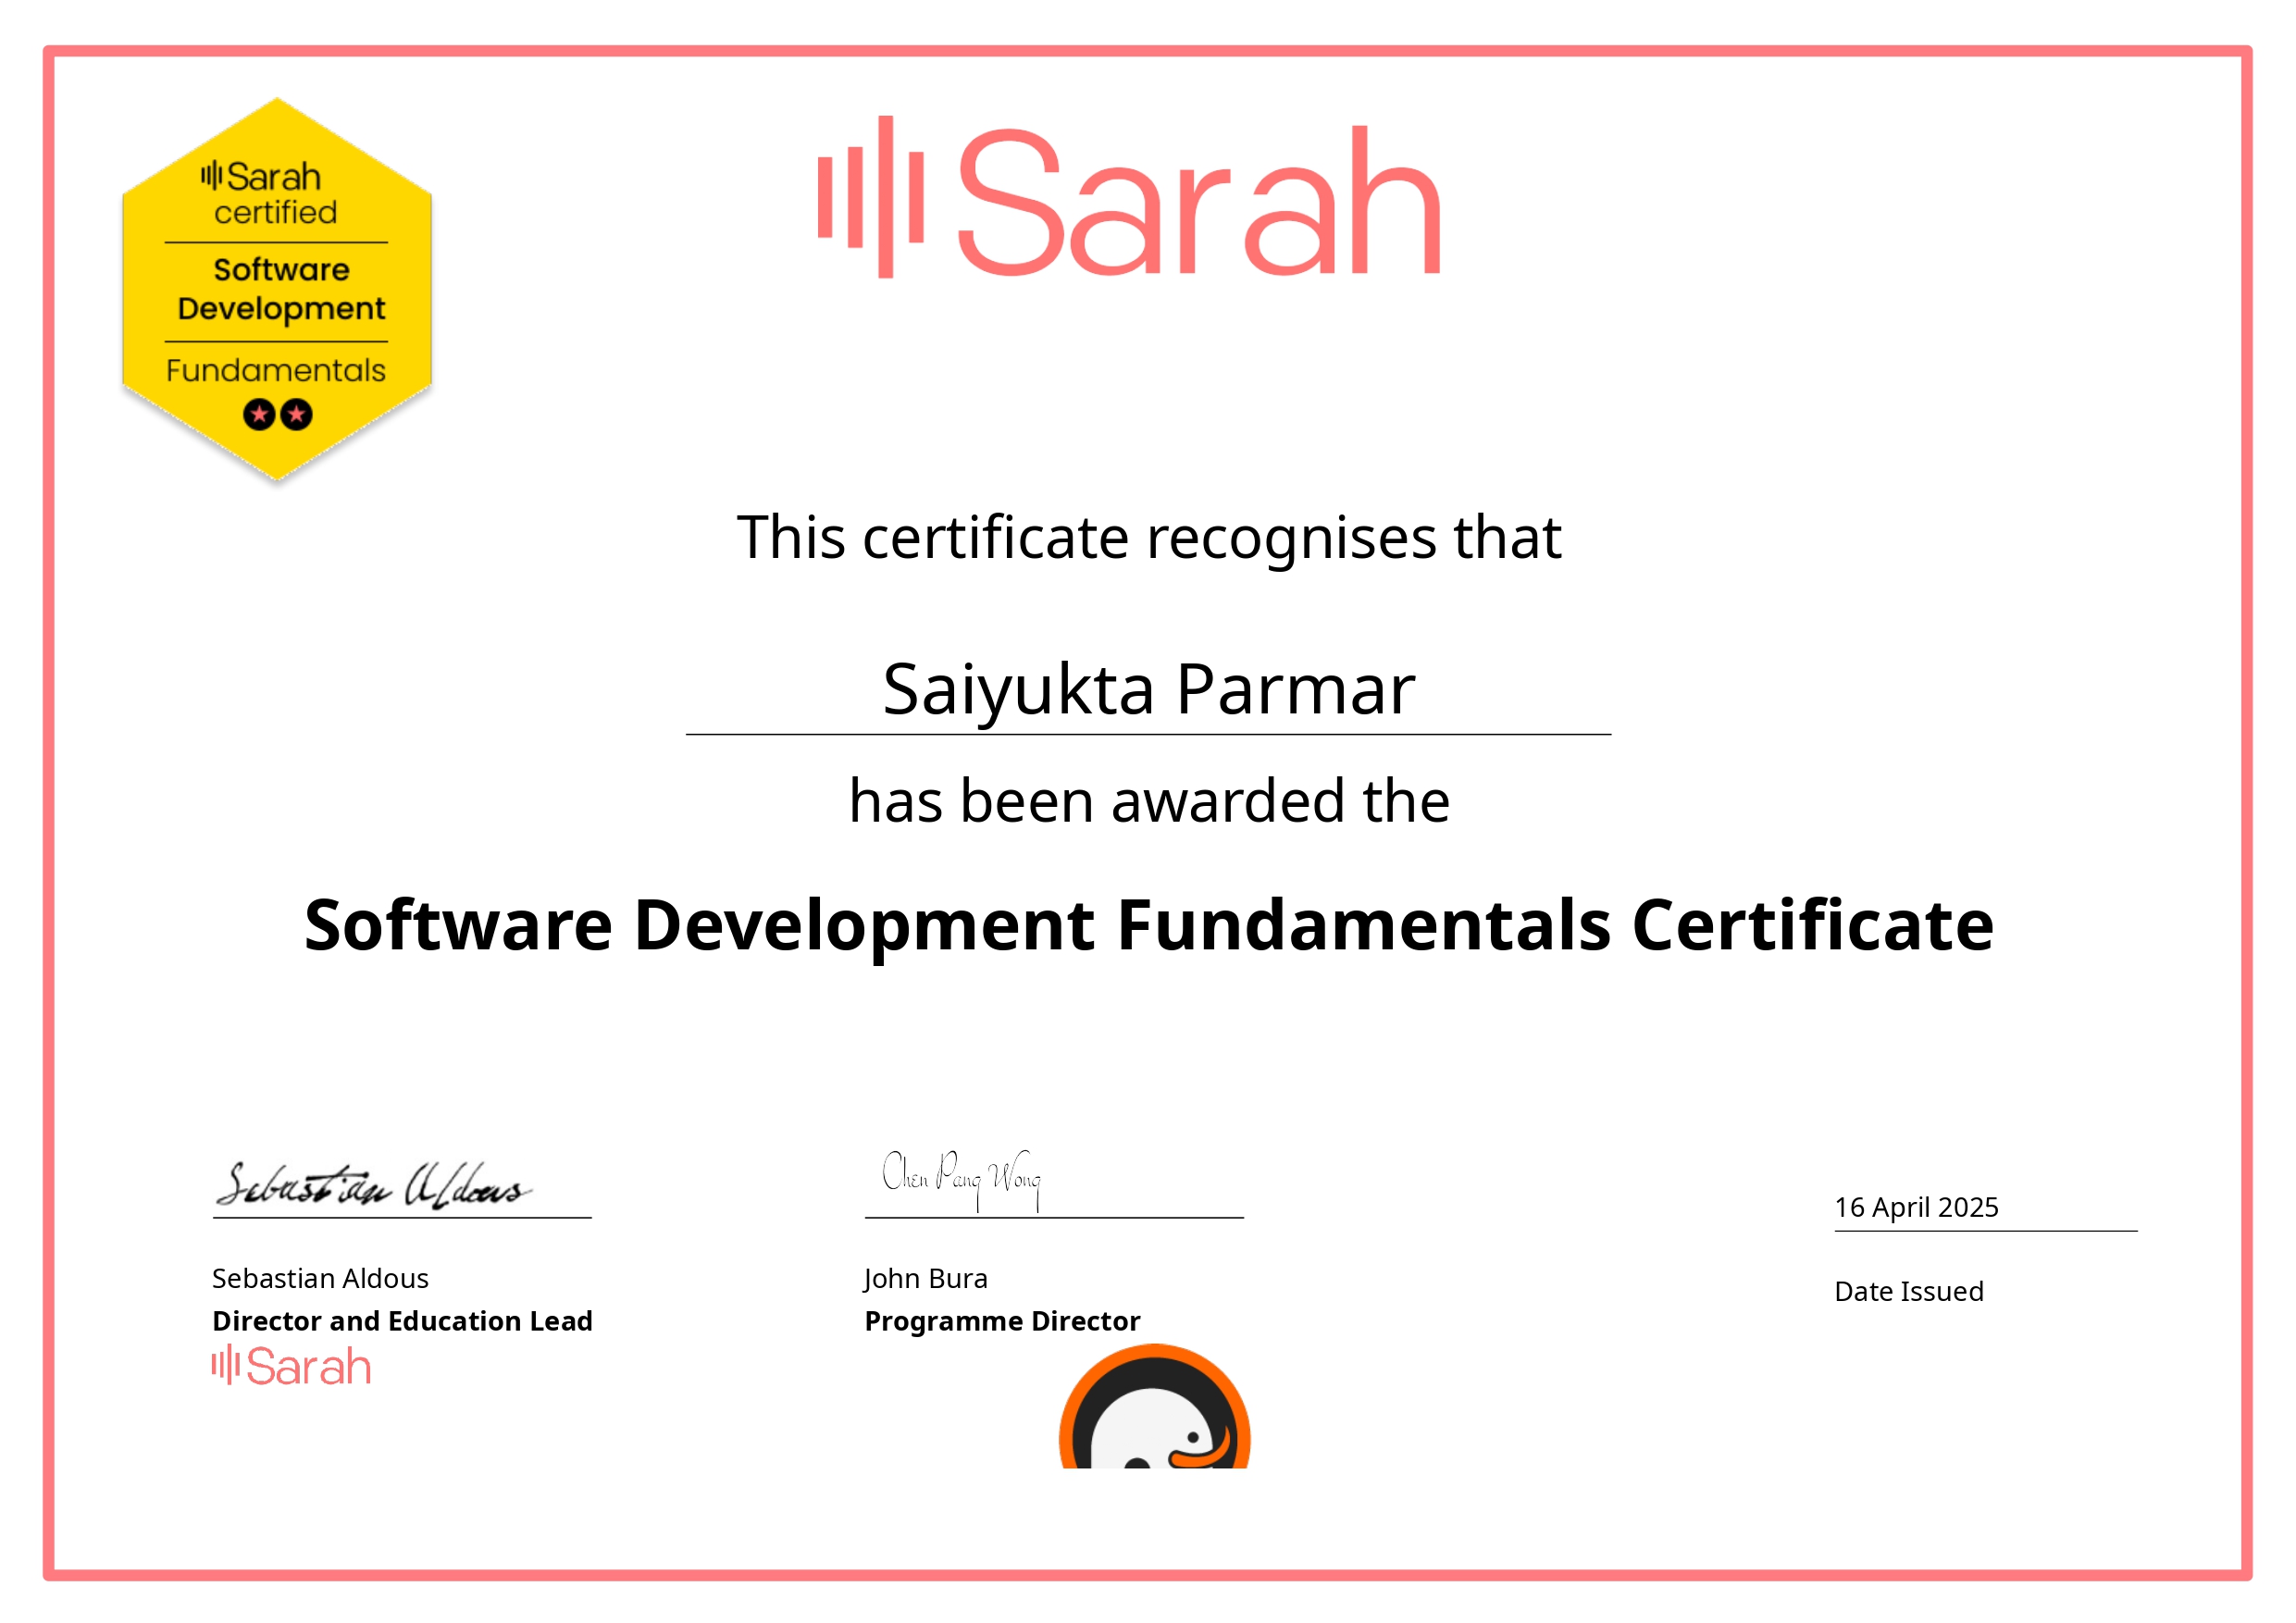 Sarah
certified
Software
Development
Fundamentals
Sarah
This certificate recognises that
Saiyukta Parmar
has been awarded the
Software Development Fundamentals Certificate
Sebastian Aldous
Sebastian Aldous
Director and Education Lead
Sarah
Chen Pang Wong
John Bura
Programme Director
16 April 2025
Date Issued